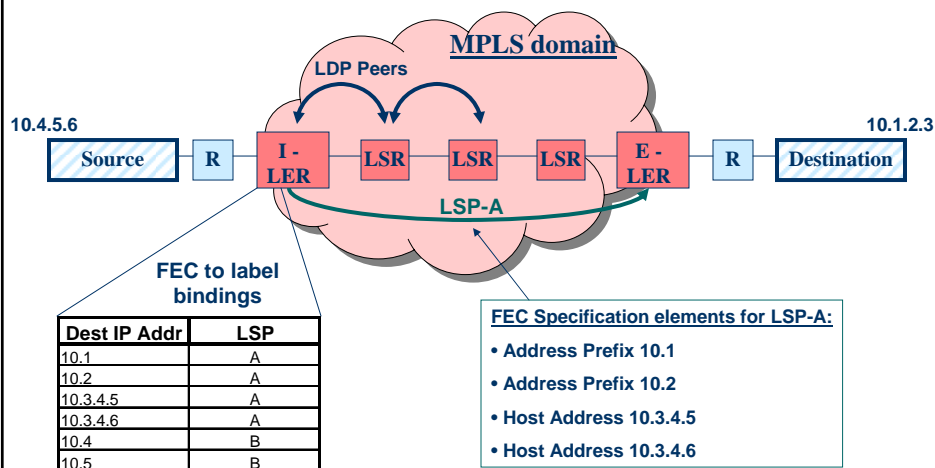 MPLS domain
LDP Peers
10.4.5.6
10.1.2.3
Source
R
I -
LER
LSR
LSR
LSR
E -
LER
R
Destination
LSP-A
FEC to label
bindings
Dest IP Addr LSP
10.1 A
10.2 A
10.3.4.5 A
10.3.4.6 A
10.4 B
10.5 B
FEC Specification elements for LSP-A:
• Address Prefix 10.1
• Address Prefix 10.2
• Host Address 10.3.4.5
• Host Address 10.3.4.6